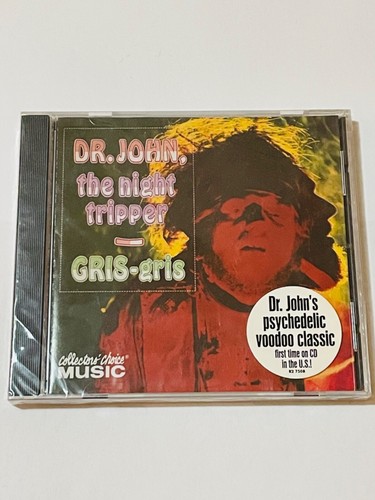 DR. JOHN,
the night
tripper
—
GRIS-gris
Dr. John's
psychedelic
voodoo classic
first time on CD
in the U.S.!
Collectors' Choice®
MUSIC